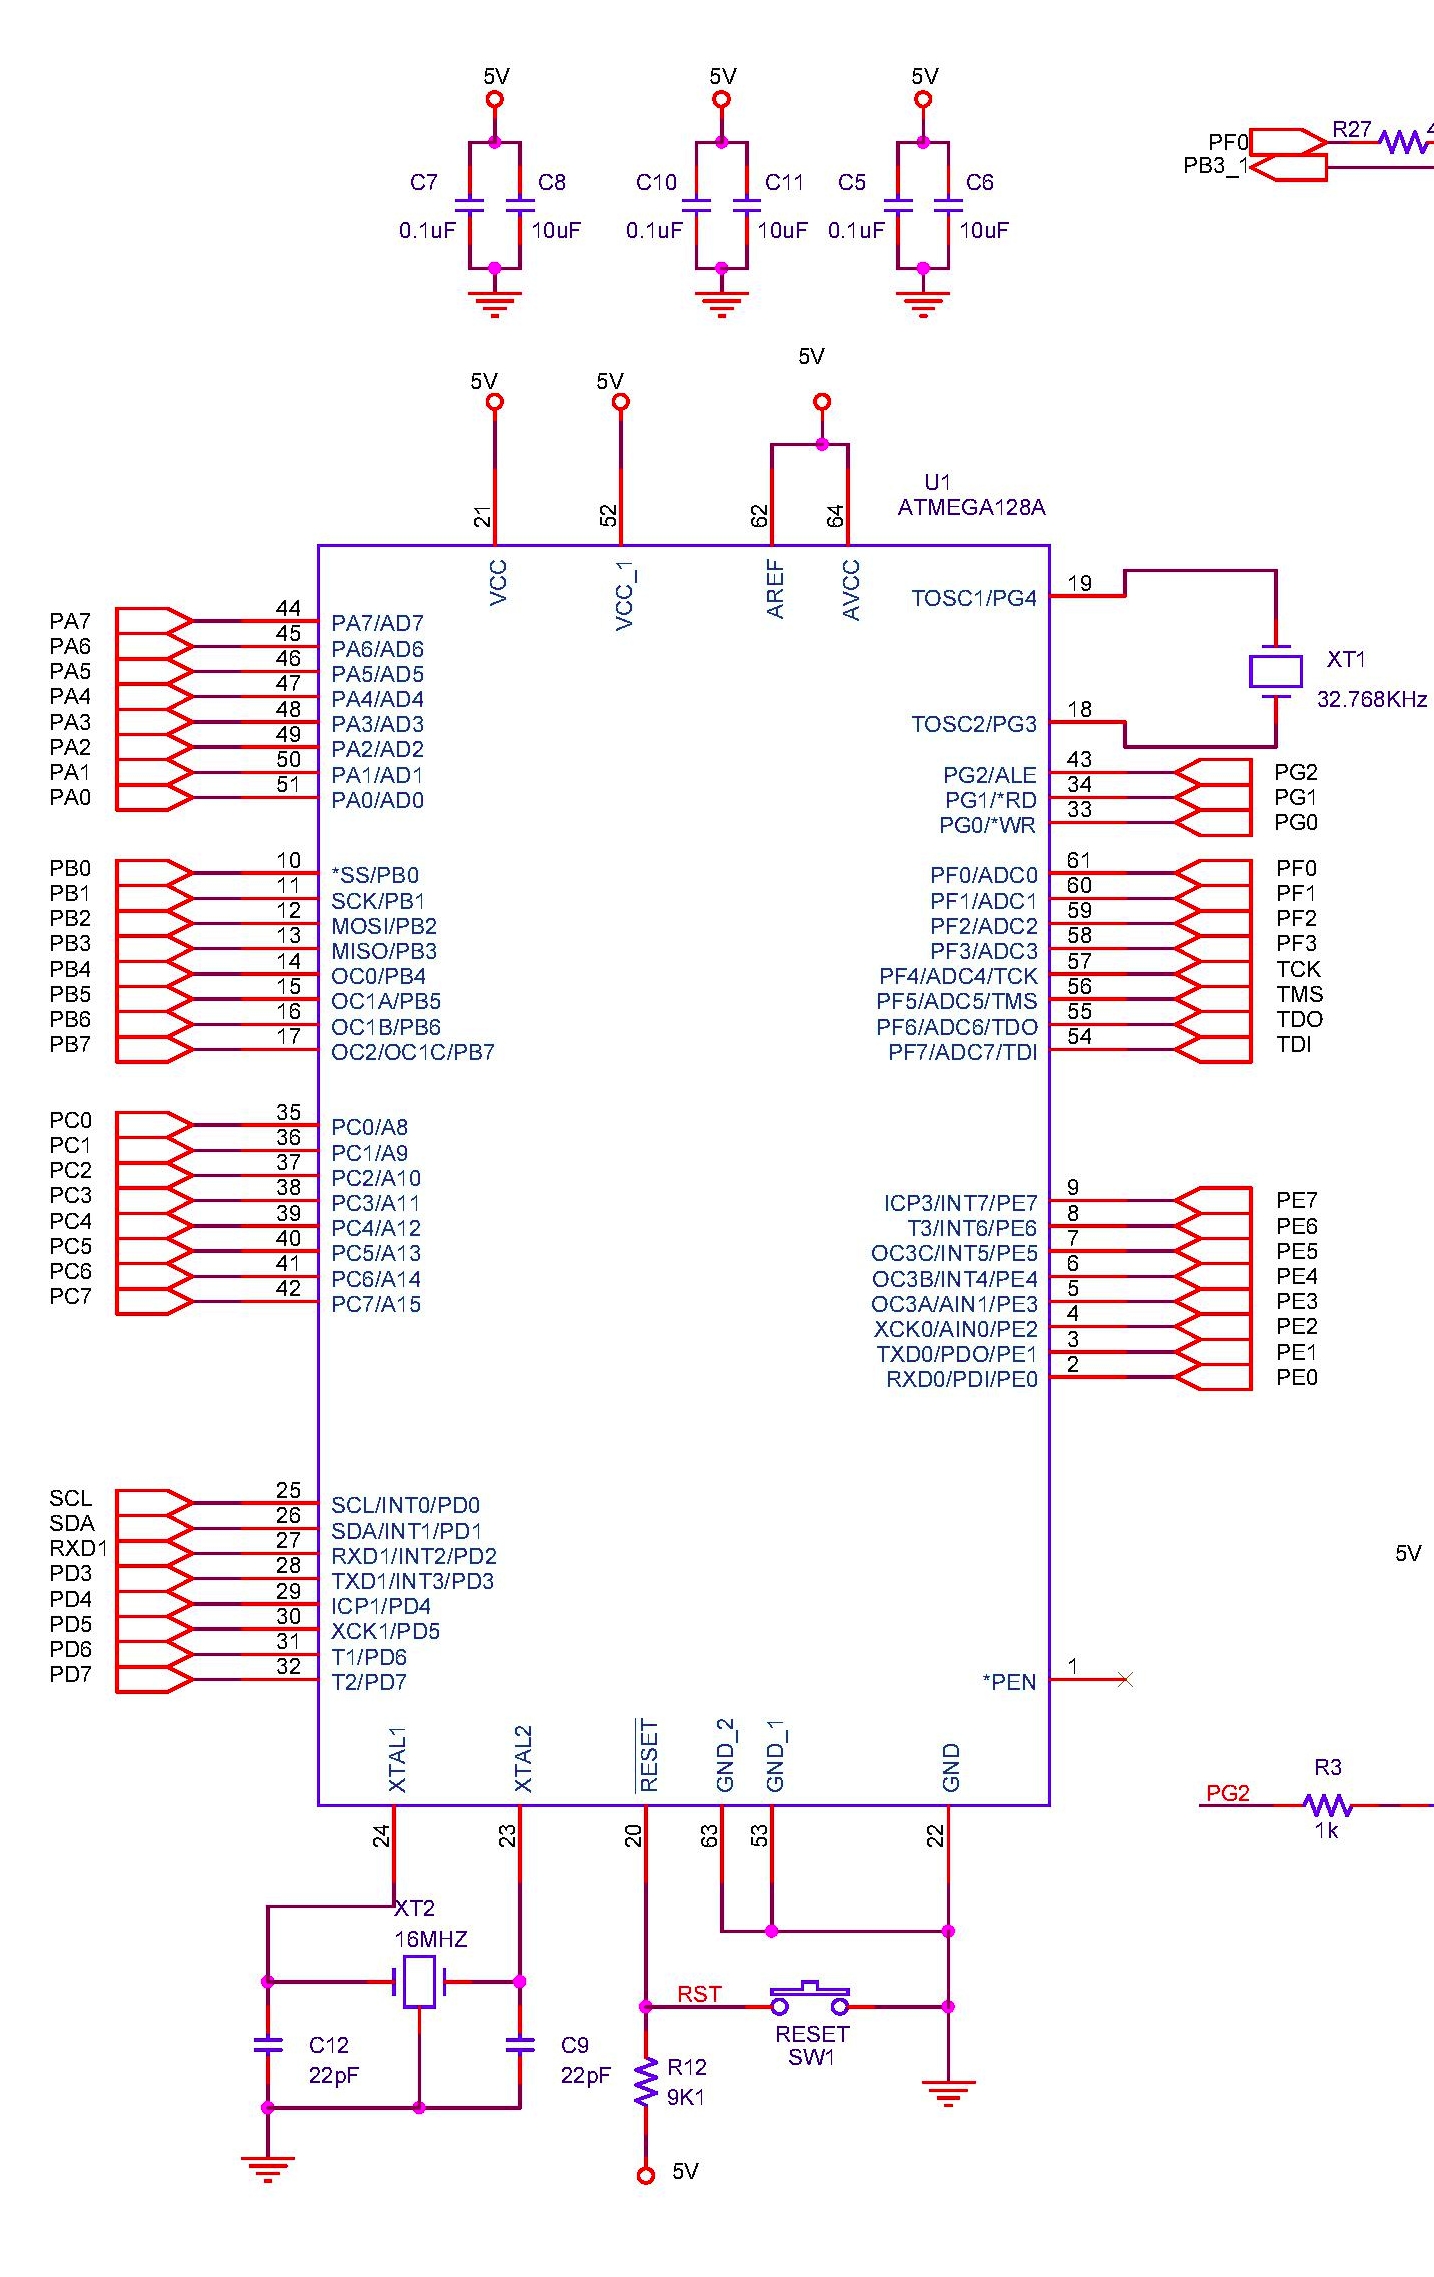 5V 5V 5V
PF0 R27
PB3_1
C7 C8 C10 C11 C5 C6
0.1uF 10uF 0.1uF 10uF 0.1uF 10uF
5V
5V 5V
U1
ATMEGA128A
21 52 62 64
VCC VCC_1 AREF AVCC
TOSC1/PG4 19
XT1
32.768KHz
TOSC2/PG3 18
PA7 44 PA7/AD7
PA6 45 PA6/AD6
PA5 46 PA5/AD5
PA4 47 PA4/AD4
PA3 48 PA3/AD3
PA2 49 PA2/AD2
PA1 50 PA1/AD1
PA0 51 PA0/AD0
PG2/ALE 43 PG2
PG1/*RD 34 PG1
PG0/*WR 33 PG0
PB0 10 *SS/PB0
PB1 11 SCK/PB1
PB2 12 MOSI/PB2
PB3 13 MISO/PB3
PB4 14 OC0/PB4
PB5 15 OC1A/PB5
PB6 16 OC1B/PB6
PB7 17 OC2/OC1C/PB7
PF0/ADC0 61 PF0
PF1/ADC1 60 PF1
PF2/ADC2 59 PF2
PF3/ADC3 58 PF3
PF4/ADC4/TCK 57 TCK
PF5/ADC5/TMS 56 TMS
PF6/ADC6/TDO 55 TDO
PF7/ADC7/TDI 54 TDI
PC0 35 PC0/A8
PC1 36 PC1/A9
PC2 37 PC2/A10
PC3 38 PC3/A11
PC4 39 PC4/A12
PC5 40 PC5/A13
PC6 41 PC6/A14
PC7 42 PC7/A15
ICP3/INT7/PE7 9 PE7
T3/INT6/PE6 8 PE6
OC3C/INT5/PE5 7 PE5
OC3B/INT4/PE4 6 PE4
OC3A/AIN1/PE3 5 PE3
XCK0/AIN0/PE2 4 PE2
TXD0/PDO/PE1 3 PE1
RXD0/PDI/PE0 2 PE0
SCL 25 SCL/INT0/PD0
SDA 26 SDA/INT1/PD1
RXD1 27 RXD1/INT2/PD2
PD3 28 TXD1/INT3/PD3
PD4 29 ICP1/PD4
PD5 30 XCK1/PD5
PD6 31 T1/PD6
PD7 32 T2/PD7
5V
*PEN 1
XTAL1 XTAL2 RESET GND_2 GND_1 GND
24 23 20 63 53 22
R3
PG2
1k
XT2
16MHZ
RST
RESET
SW1
C12 C9
22pF 22pF
R12
9K1
5V